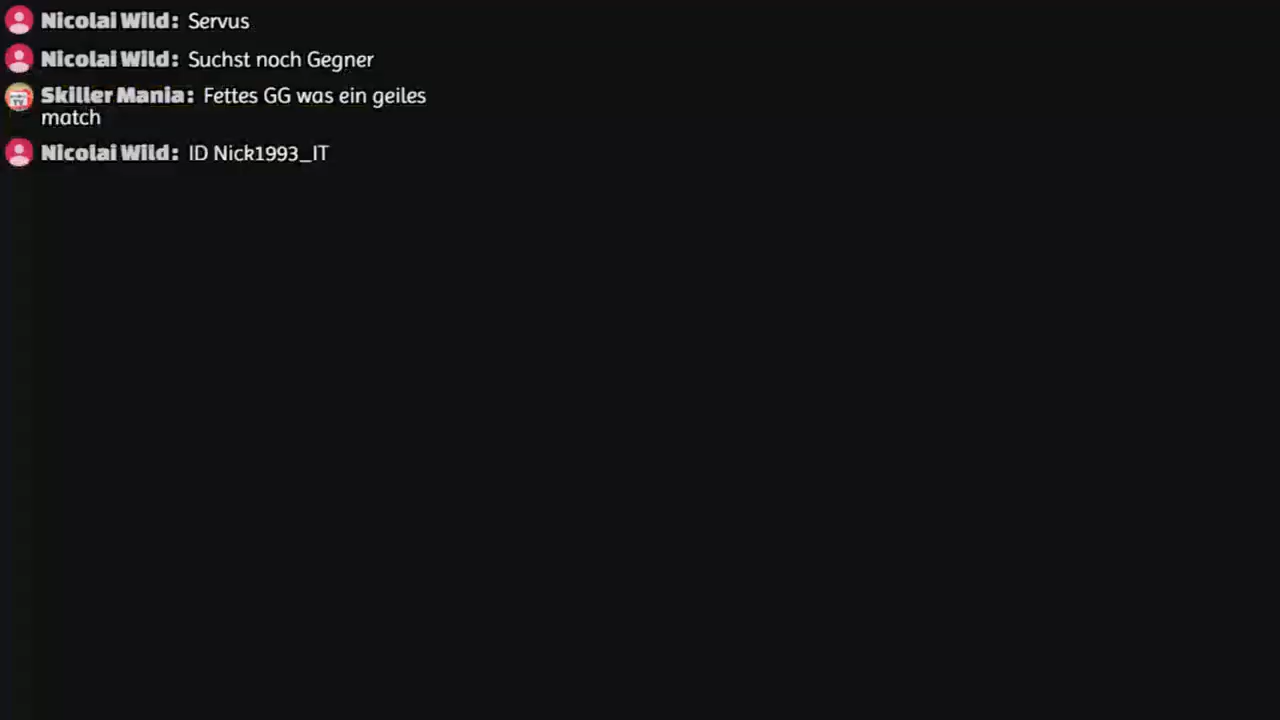 Nicolai Wild: Servus
Nicolai Wild: Suchst noch Gegner
Skiller Mania: Fettes GG was ein geiles
match
Nicolai Wild: ID Nick1993_IT